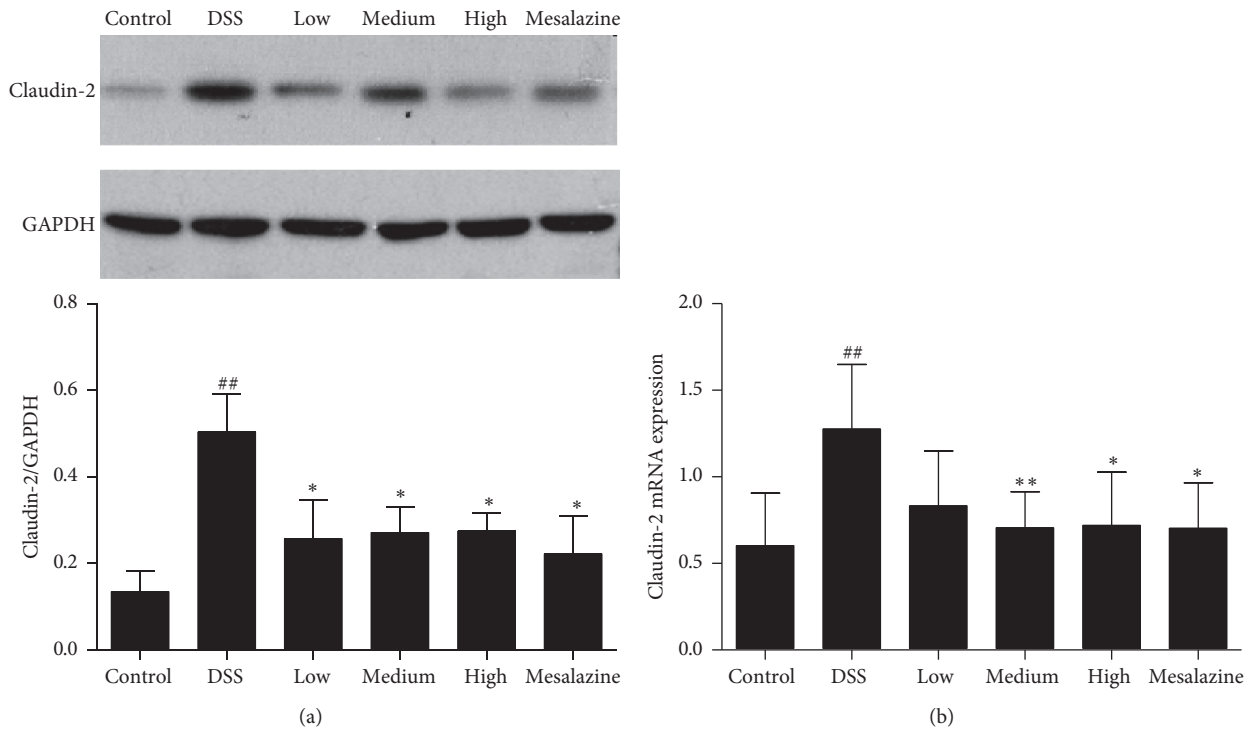 Control DSS Low Medium High Mesalazine
Claudin-2
GAPDH
0.8
0.6
0.4
0.2
0.0
Claudin-2/GAPDH
##
*
*
*
*
Control DSS Low Medium High Mesalazine
(a)
2.0
1.5
1.0
0.5
0.0
Claudin-2 mRNA expression
##
**
*
*
Control DSS Low Medium High Mesalazine
(b)